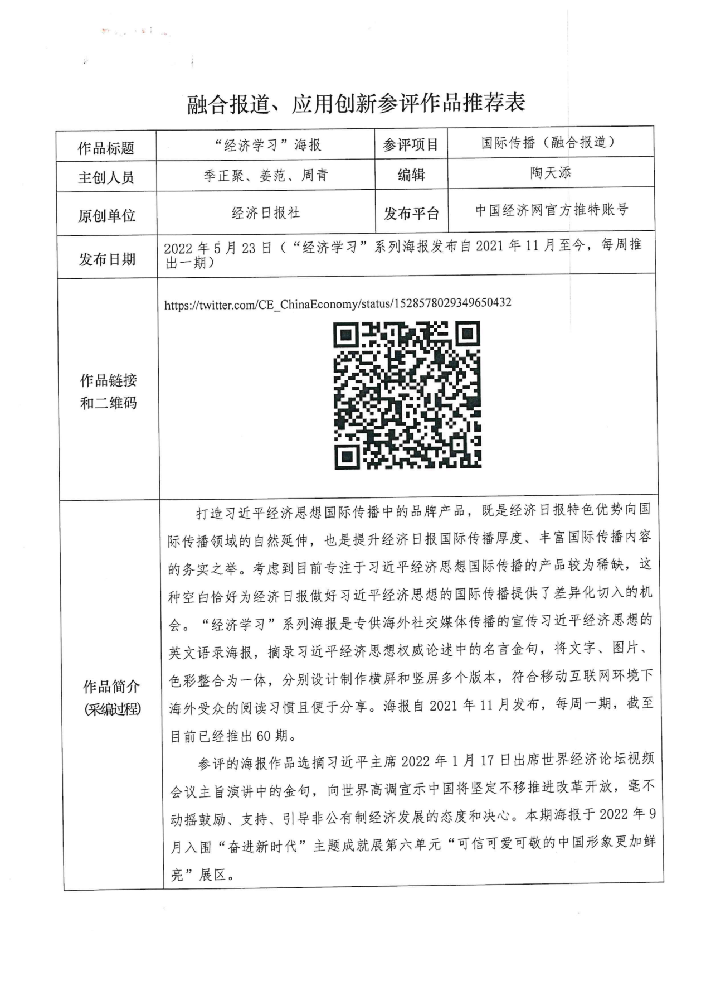 融合报道、应用创新参评作品推荐表
作品标题 “经济学习”海报 参评项目 国际传播（融合报道）
主创人员 季正聚、姜范、周青 编辑 陶天添
原创单位 经济日报社 发布平台 中国经济网官方推特账号
发布日期 2022 年 5 月 23 日（“经济学习”系列海报发布自 2021 年 11 月至今，每周推
出一期）
https://twitter.com/CE_ChinaEconomy/status/1528578029349650432
作品链接
和二维码
作品简介
(采编过程)
打造习近平经济思想国际传播中的品牌产品，既是经济日报特色优势向国
际传播领域的自然延伸，也是提升经济日报国际传播厚度、丰富国际传播内容
的务实之举。考虑到目前专注于习近平经济思想国际传播的产品较为稀缺，这
种空白恰好为经济日报做好习近平经济思想的国际传播提供了差异化切入的机
会。“经济学习”系列海报是专供海外社交媒体传播的宣传习近平经济思想的
英文语录海报，摘录习近平经济思想权威论述中的名言金句，将文字、图片、
色彩整合为一体，分别设计制作横屏和竖屏多个版本，符合移动互联网环境下
海外受众的阅读习惯且便于分享。海报自 2021 年 11 月发布，每周一期，截至
目前已经推出 60 期。
参评的海报作品选摘习近平主席 2022 年 1 月 17 日出席世界经济论坛视频
会议主旨演讲中的金句，向世界高调宣示中国将坚定不移推进改革开放，毫不
动摇鼓励、支持、引导非公有制经济发展的态度和决心。本期海报于 2022 年 9
月入围“奋进新时代”主题成就展第六单元“可信可爱可敬的中国形象更加鲜
亮”展区。